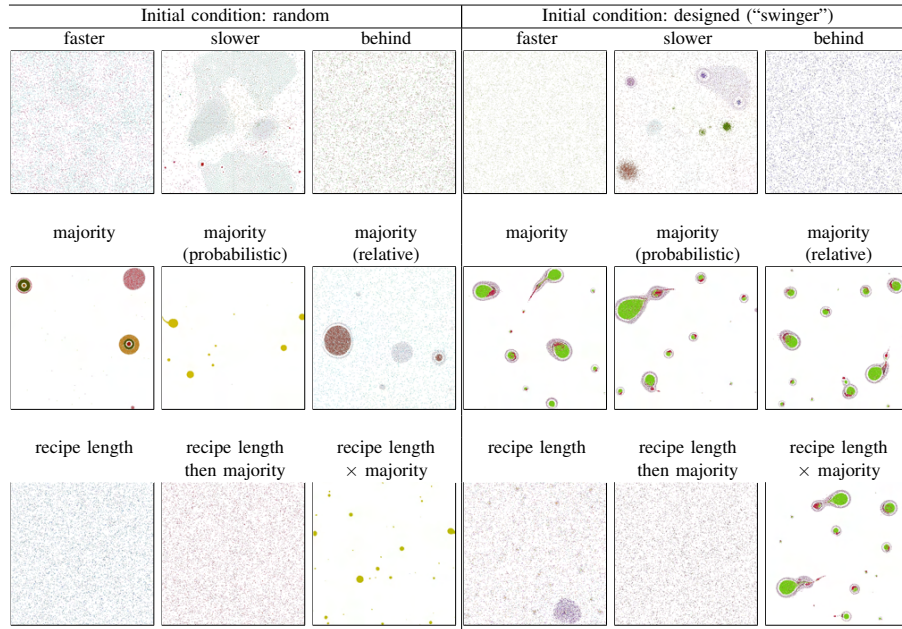 Initial condition: random Initial condition: designed (“swinger”)
faster slower behind faster slower behind
majority majority majority majority majority majority
(probabilistic) (relative) (probabilistic) (relative)
recipe length recipe length recipe length recipe length recipe length recipe length
then majority × majority then majority × majority